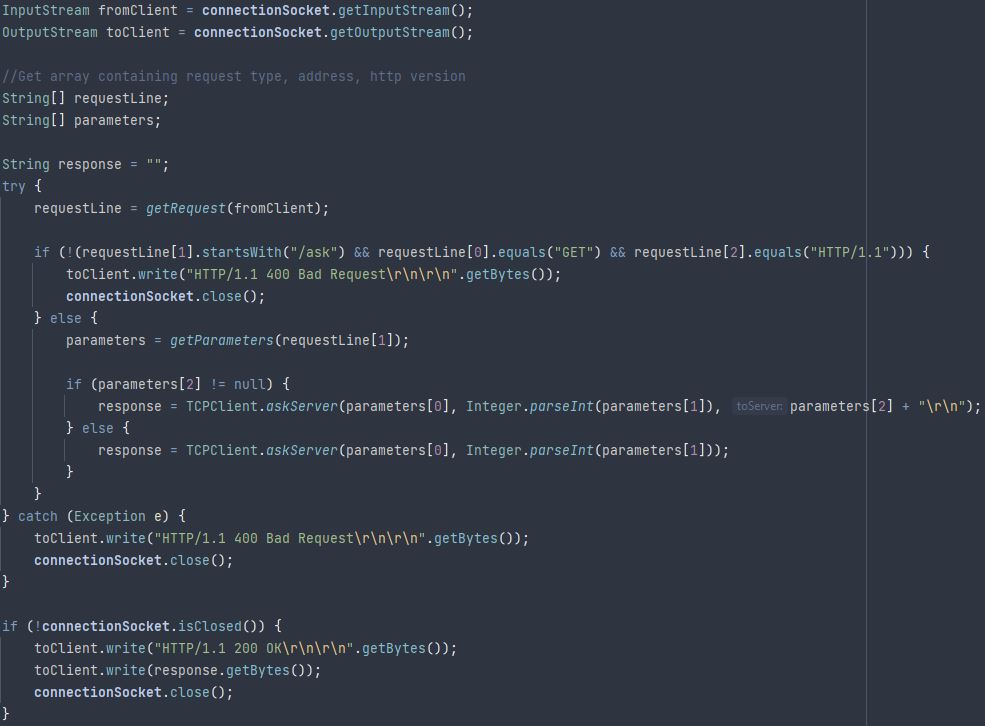 InputStream fromClient = connectionSocket.getInputStream();
OutputStream toClient = connectionSocket.getOutputStream();

//Get array containing request type, address, http version
String[] requestLine;
String[] parameters;

String response = "";
try {
    requestLine = getRequest(fromClient);

    if (!(requestLine[1].startsWith("/ask") && requestLine[0].equals("GET") && requestLine[2].equals("HTTP/1.1"))) {
        toClient.write("HTTP/1.1 400 Bad Request\r\n\r\n".getBytes());
        connectionSocket.close();
    } else {
        parameters = getParameters(requestLine[1]);

        if (parameters[2] != null) {
            response = TCPClient.askServer(parameters[0], Integer.parseInt(parameters[1]), toServer: parameters[2] + "\r\n");
        } else {
            response = TCPClient.askServer(parameters[0], Integer.parseInt(parameters[1]));
        }
    }
} catch (Exception e) {
    toClient.write("HTTP/1.1 400 Bad Request\r\n\r\n".getBytes());
    connectionSocket.close();
}

if (!connectionSocket.isClosed()) {
    toClient.write("HTTP/1.1 200 OK\r\n\r\n".getBytes());
    toClient.write(response.getBytes());
    connectionSocket.close();
}